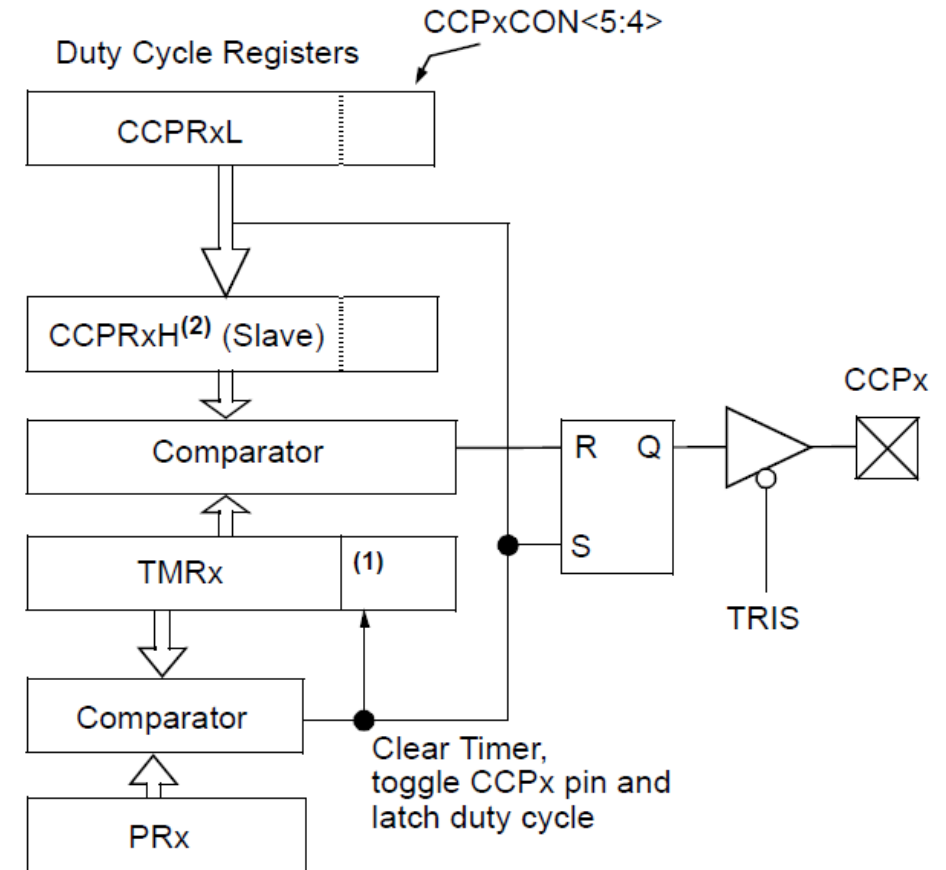 CCPxCON<5:4>
Duty Cycle Registers
CCPRxL
CCPRxH(2) (Slave)
CCPx
Comparator
R Q
S
TMRx (1)
TRIS
Comparator
Clear Timer,
toggle CCPx pin and
latch duty cycle
PRx